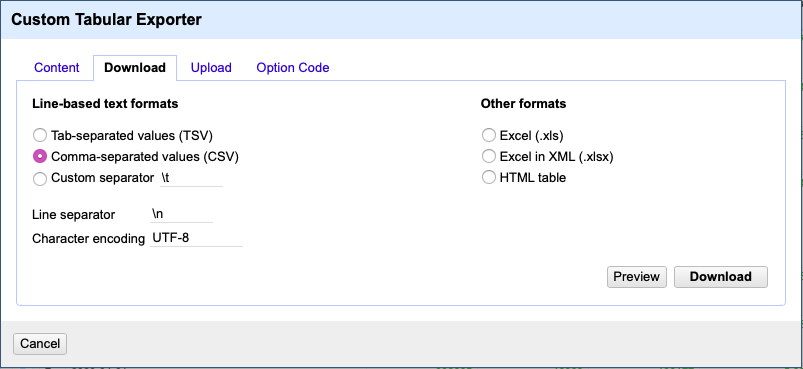 Custom Tabular Exporter
Content Download Upload Option Code
Line-based text formats
Tab-separated values (TSV)
Comma-separated values (CSV)
Custom separator \t
Line separator \n
Character encoding UTF-8
Other formats
Excel (.xls)
Excel in XML (.xlsx)
HTML table
Preview Download
Cancel